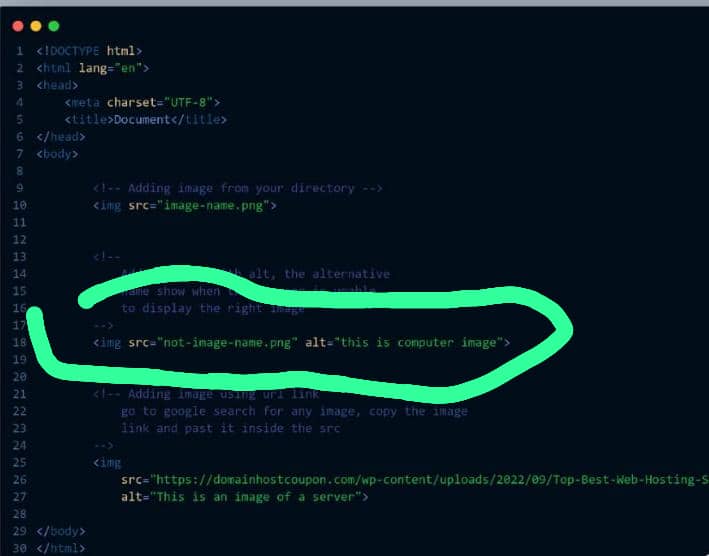 1 <!DOCTYPE html>
2 <html lang="en">
3 <head>
4 <meta charset="UTF-8">
5 <title>Document</title>
6 </head>
7 <body>
8
9 <!-- Adding image from your directory -->
10 <img src="image-name.png">
11
12
13 <!--
14 alt, the alternative
15 name show when
16 to display the right image
17 -->
18 <img src="not-image-name.png" alt="this is computer image">
19
20
21 <!-- Adding image using url link
22 go to google search for any image, copy the image
23 link and past it inside the src
24 -->
25 <img
26 src="https://domainhostcoupon.com/wp-content/uploads/2022/09/Top-Best-Web-Hosting-S
27 alt="This is an image of a server">
28
29 </body>
30 </html>